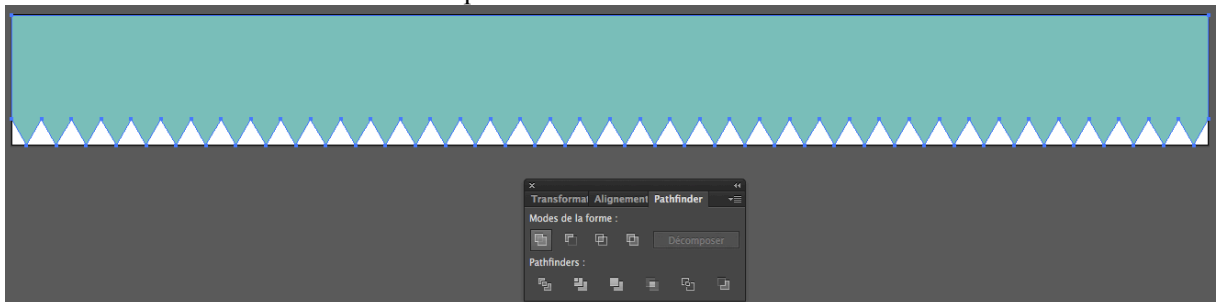 Transformat Alignement Pathfinder
Modes de la forme :
Décomposer
Pathfinders :